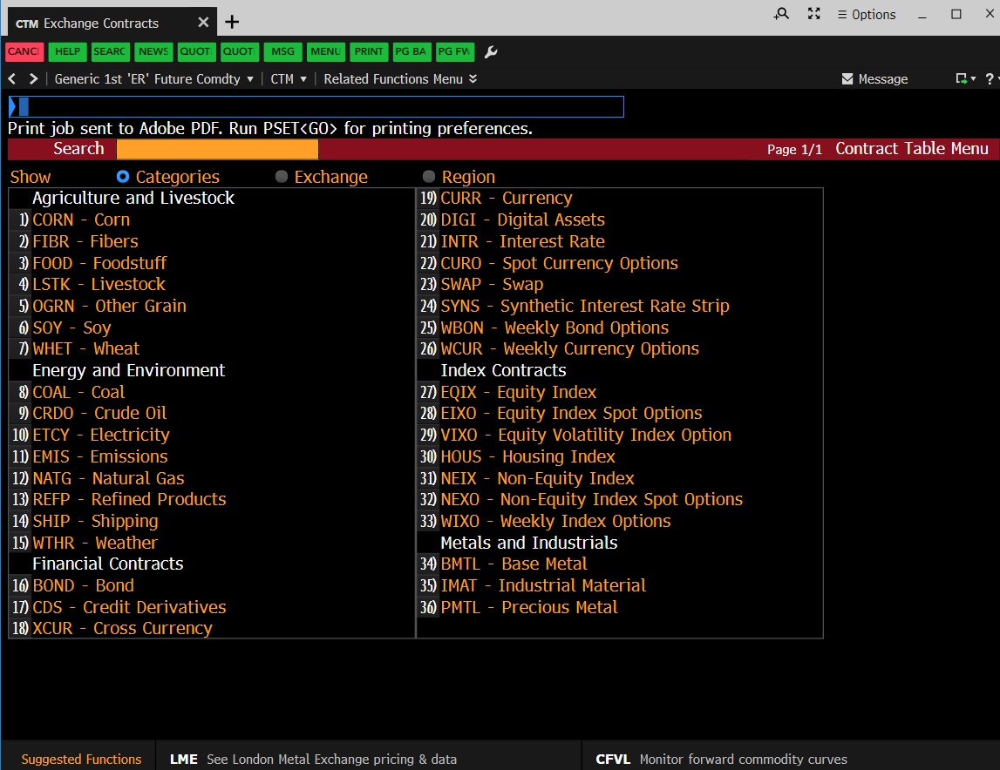 CTM Exchange Contracts
Options
CANCI HELP SEARC NEWS QUOTI QUOTI MSG MENU PRINT PG BA PG FW
Generic 1st 'ER' Future Comdty CTM Related Functions Menu Message ?
Print job sent to Adobe PDF. Run PSET<GO> for printing preferences.
Search Page 1/1 Contract Table Menu
Show Categories Exchange Region
Agriculture and Livestock
1) CORN - Corn
2) FIBR - Fibers
3) FOOD - Foodstuff
4) LSTK - Livestock
5) OGRN - Other Grain
6) SOY - Soy
7) WHET - Wheat
Energy and Environment
8) COAL - Coal
9) CRDO - Crude Oil
10) ETCY - Electricity
11) EMIS - Emissions
12) NATG - Natural Gas
13) REFP - Refined Products
14) SHIP - Shipping
15) WTHR - Weather
Financial Contracts
16) BOND - Bond
17) CDS - Credit Derivatives
18) XCUR - Cross Currency
19) CURR - Currency
20) DIGI - Digital Assets
21) INTR - Interest Rate
22) CURO - Spot Currency Options
23) SWAP - Swap
24) SYNS - Synthetic Interest Rate Strip
25) WBON - Weekly Bond Options
26) WCUR - Weekly Currency Options
Index Contracts
27) EQIX - Equity Index
28) EIXO - Equity Index Spot Options
29) VIXO - Equity Volatility Index Option
30) HOUS - Housing Index
31) NEIX - Non-Equity Index
32) NEXO - Non-Equity Index Spot Options
33) WIXO - Weekly Index Options
Metals and Industrials
34) BMTL - Base Metal
35) IMAT - Industrial Material
36) PMTL - Precious Metal
Suggested Functions LME See London Metal Exchange pricing & data CFVL Monitor forward commodity curves